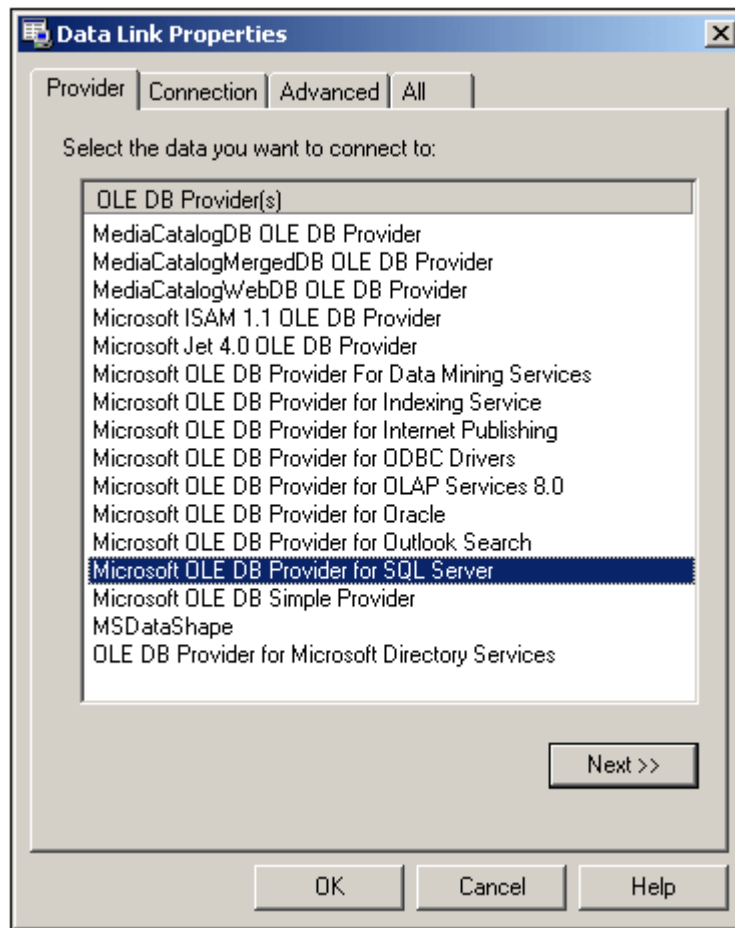 Data Link Properties
Provider Connection Advanced All
Select the data you want to connect to:
OLE DB Provider(s)
MediaCatalogDB OLE DB Provider
MediaCatalogMergedDB OLE DB Provider
MediaCatalogWebDB OLE DB Provider
Microsoft ISAM 1.1 OLE DB Provider
Microsoft Jet 4.0 OLE DB Provider
Microsoft OLE DB Provider For Data Mining Services
Microsoft OLE DB Provider for Indexing Service
Microsoft OLE DB Provider for Internet Publishing
Microsoft OLE DB Provider for ODBC Drivers
Microsoft OLE DB Provider for OLAP Services 8.0
Microsoft OLE DB Provider for Oracle
Microsoft OLE DB Provider for Outlook Search
Microsoft OLE DB Provider for SQL Server
Microsoft OLE DB Simple Provider
MSDataShape
OLE DB Provider for Microsoft Directory Services
Next >>
OK Cancel Help